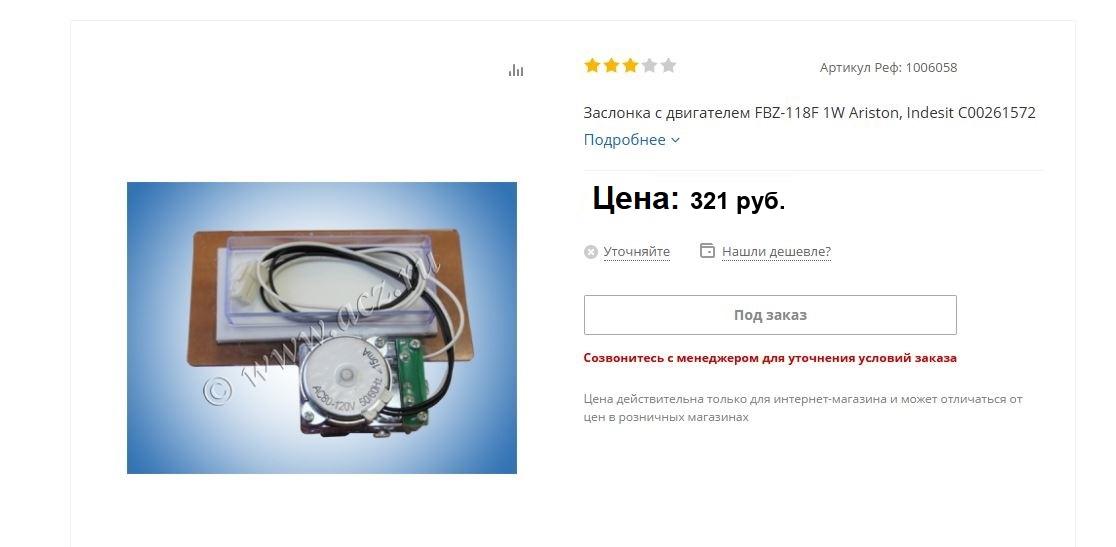 Артикул Реф: 1006058
Заслонка с двигателем FBZ-118F 1W Ariston, Indesit C00261572
Подробнее
Цена: 321 руб.
Уточняйте
Нашли дешевле?
Под заказ
Созвонитесь с менеджером для уточнения условий заказа
Цена действительна только для интернет-магазина и может отличаться от
цен в розничных магазинах
© www.acz.ru
AC80-120V 50/60Hz 15mA